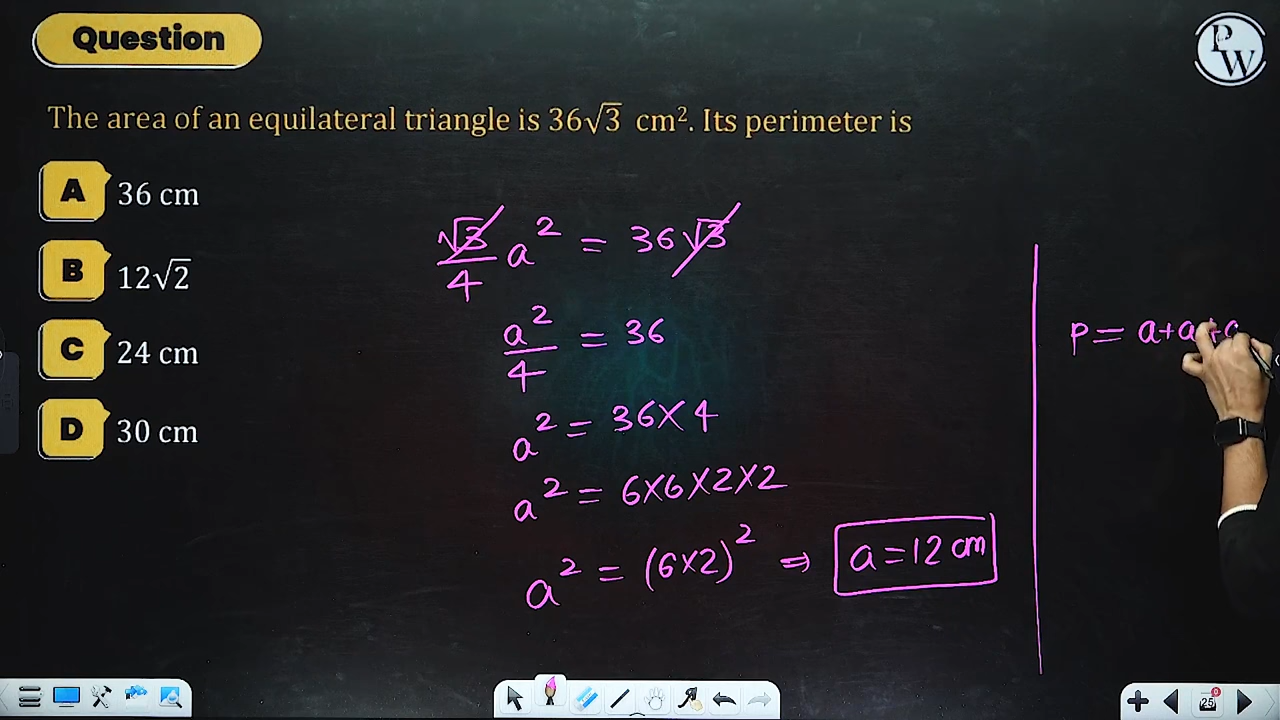 Question
PW
The area of an equilateral triangle is 36√3 cm². Its perimeter is
A 36 cm
B 12√2
C 24 cm
D 30 cm
√3/4 a² = 36√3
a²/4 = 36
a² = 36×4
a² = 6×6×2×2
a² = (6×2)² ⇒ a = 12 cm
P = a+a+a
25